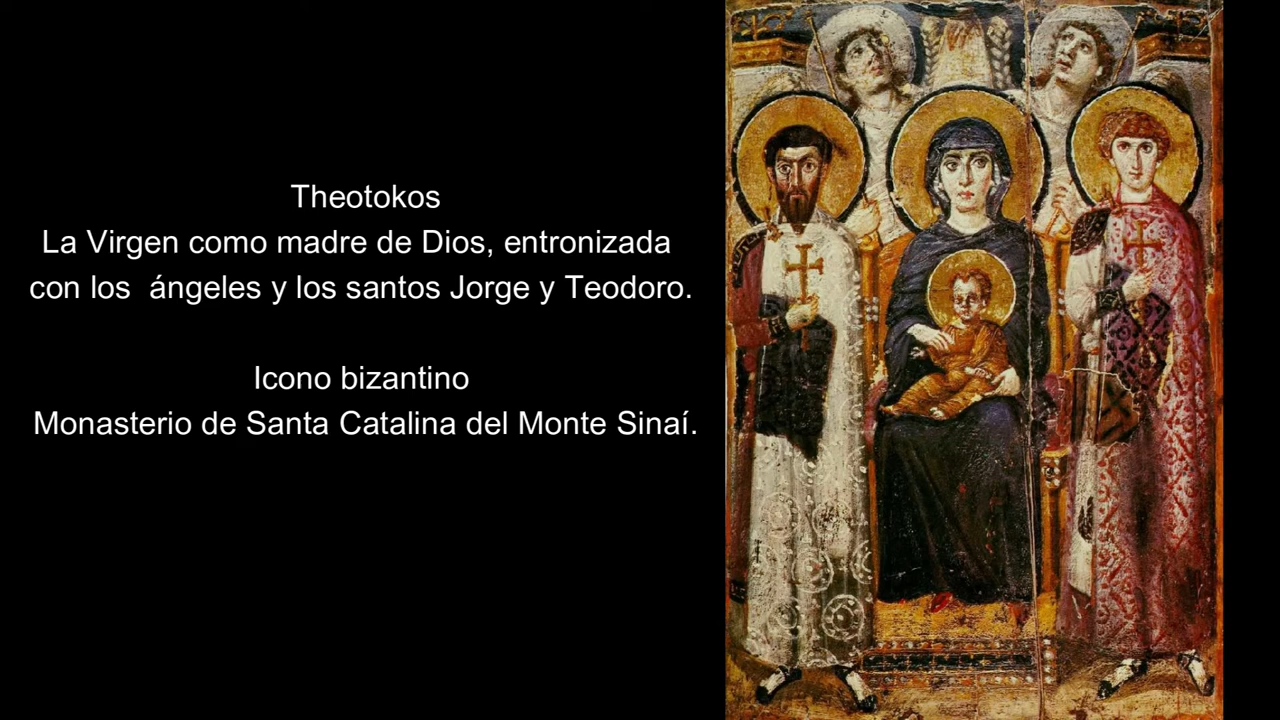 Theotokos
La Virgen como madre de Dios, entronizada
con los  ángeles y los santos Jorge y Teodoro.
Icono bizantino
Monasterio de Santa Catalina del Monte Sinaí.